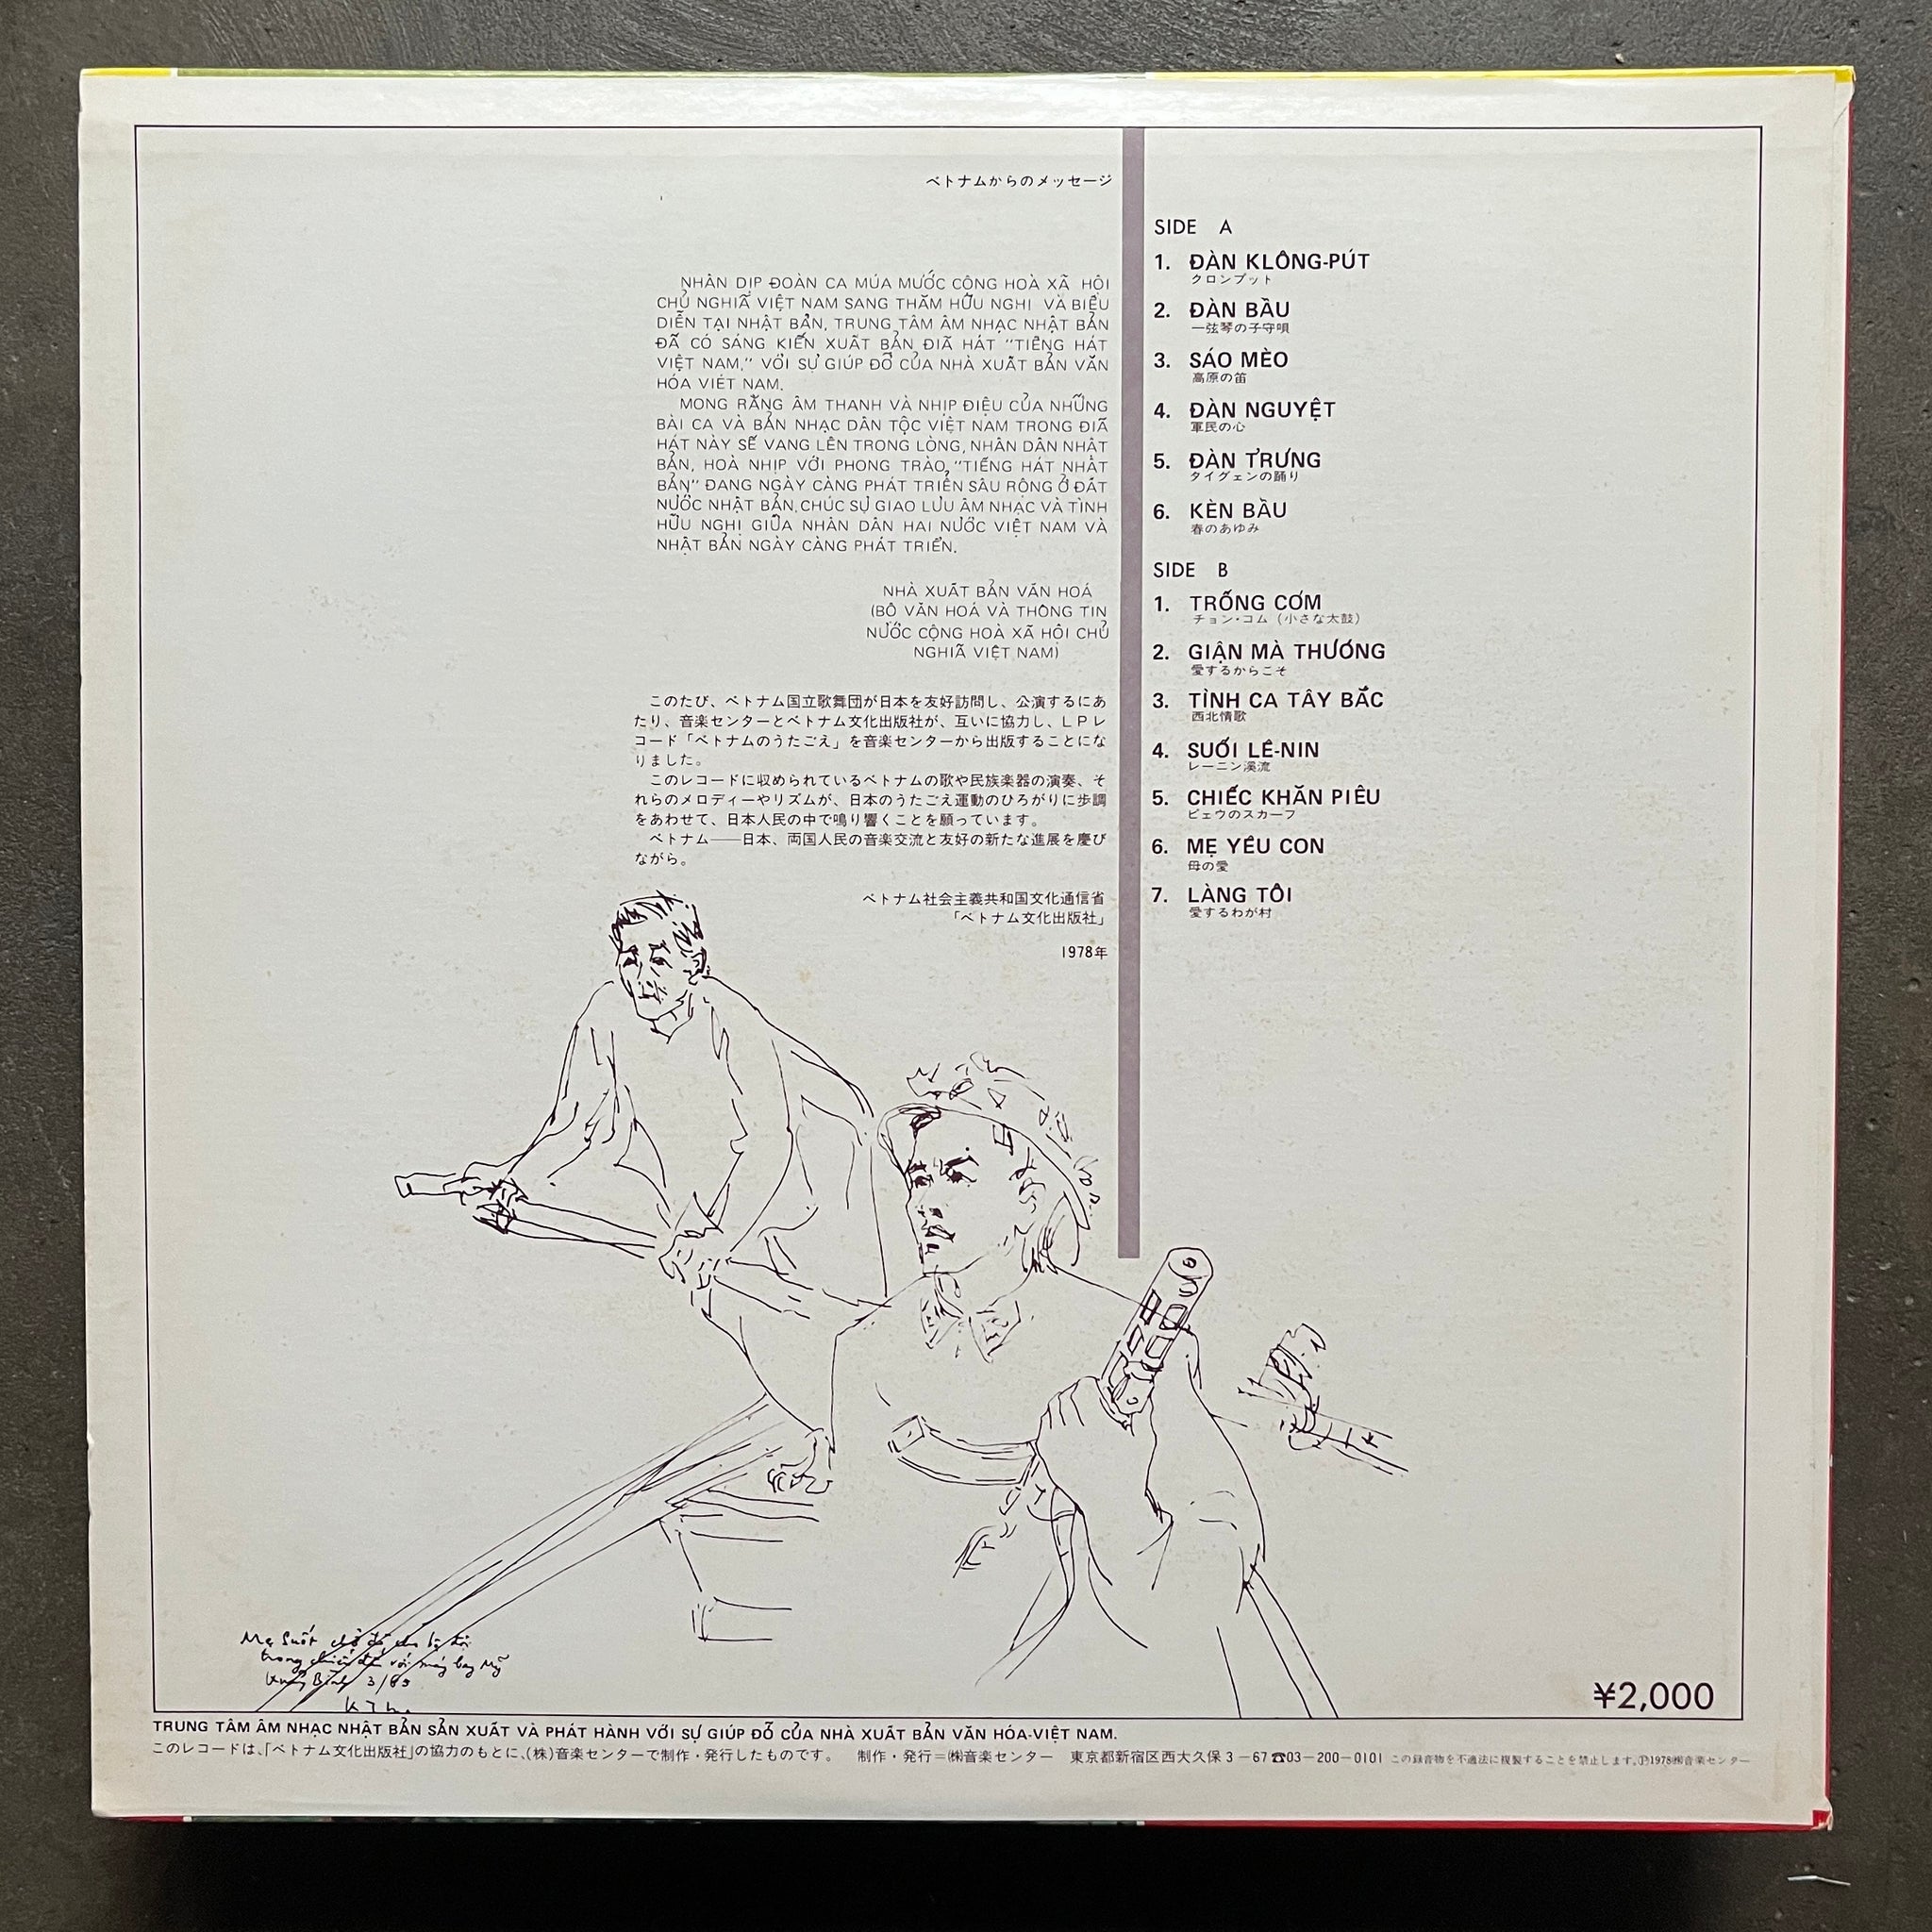 ベトナムからのメッセージ
NHÂN DỊP ĐOÀN CA MÚA MƯỚC CÔNG HOÀ XÃ HỘI
CHỦ NGHIÃ VIỆT NAM SANG THĂM HỮU NGHỊ VÀ BIỂU
DIỄN TẠI NHẬT BẢN, TRUNG TÂM ÂM NHẠC NHẬT BẢN
ĐÃ CÓ SÁNG KIẾN XUẤT BẢN ĐIÃ HÁT “TIẾNG HÁT
VIỆT NAM,” VỚI SỰ GIÚP ĐỠ CỦA NHÀ XUẤT BẢN VĂN
HÓA VIÊT NAM.
MONG RẰNG ÂM THANH VÀ NHỊP ĐIỆU CỦA NHỮNG
BÀI CA VÀ BẢN NHẠC DÂN TỘC VIỆT NAM TRONG ĐIÃ
HÁT NÀY SẼ VANG LÊN TRONG LÒNG, NHÂN DÂN NHẬT
BẢN, HOÀ NHỊP VỚI PHONG TRÀO, “TIẾNG HÁT NHẬT
BẢN” ĐANG NGÀY CÀNG PHÁT TRIỂN SÂU RỘNG Ở ĐẤT
NƯỚC NHẬT BẢN, CHÚC SỰ GIAO LƯU ÂM NHẠC VÀ TÌNH
HỮU NGHỊ GIỮA NHÂN DÂN HAI NƯỚC VIỆT NAM VÀ
NHẬT BẢN NGÀY CÀNG PHÁT TRIỂN.
NHÀ XUẤT BẢN VĂN HOÁ
(BỘ VĂN HOÁ VÀ THÔNG TIN
NƯỚC CỘNG HOÀ XÃ HỘI CHỦ
NGHIÃ VIỆT NAM)
このたび、ベトナム国立歌舞団が日本を友好訪問し、公演するにあ
たり、音楽センターとベトナム文化出版社が、互いに協力し、ＬＰレ
コード「ベトナムのうたごえ」を音楽センターから出版することにな
りました。
このレコードに収められているベトナムの歌や民族楽器の演奏、そ
れらのメロディーやリズムが、日本のうたごえ運動のひろがりに歩調
をあわせて、日本人民の中で鳴り響くことを願っています。
ベトナム——日本、両国人民の音楽交流と友好の新たな進展を慶び
ながら。
ベトナム社会主義共和国文化通信省
「ベトナム文化出版社」
1978年
SIDE A
1. ĐÀN KLÔNG-PÚT
クロンプット
2. ĐÀN BẦU
一弦琴の子守唄
3. SÁO MÈO
高原の笛
4. ĐÀN NGUYỆT
軍民の心
5. ĐÀN T'RƯNG
タイグェンの踊り
6. KÈN BẦU
春のあゆみ
SIDE B
1. TRỐNG CƠM
チョン・コム（小さな太鼓）
2. GIẬN MÀ THƯƠNG
愛するからこそ
3. TÌNH CA TÂY BẮC
西北情歌
4. SUỐI LÊ-NIN
レーニン溪流
5. CHIẾC KHĂN PIÊU
ピェウのスカーフ
6. MẸ YÊU CON
母の愛
7. LÀNG TÔI
愛するわが村
Mẹ Suốt chở đò cho bộ đội
trong chiến đấu với máy bay Mỹ
¥2,000
TRUNG TÂM ÂM NHẠC NHẬT BẢN SẢN XUẤT VÀ PHÁT HÀNH VỚI SỰ GIÚP ĐỠ CỦA NHÀ XUẤT BẢN VĂN HÓA-VIỆT NAM.
このレコードは、「ベトナム文化出版社」の協力のもとに、(株)音楽センターで制作・発行したものです。 制作・発行＝㈱音楽センター 東京都新宿区西大久保3－67 ☎03－200－0101 この録音物を不適法に複製することを禁止します。Ⓟ1978㈱音楽センター